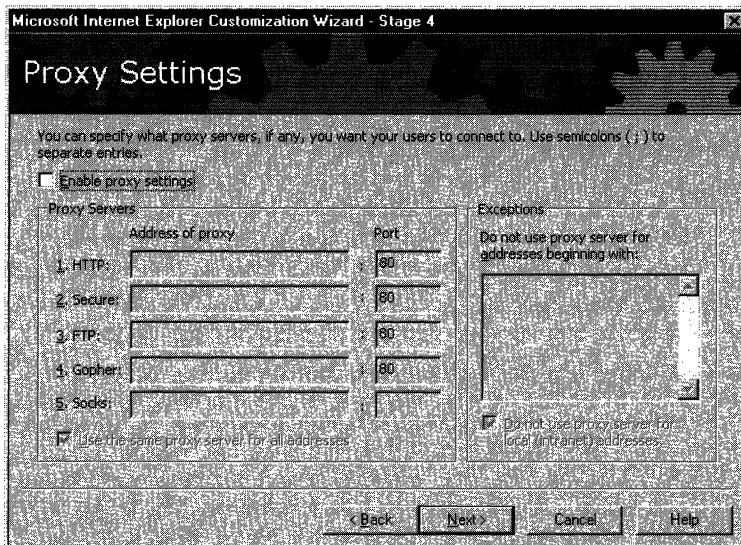 Microsoft Internet Explorer Customization Wizard - Stage 4
Proxy Settings
You can specify what proxy servers, if any, you want your users to connect to. Use semicolons ( ; ) to
separate entries.
Enable proxy settings
Proxy Servers
Address of proxy Port
1. HTTP: : 80
2. Secure: : 80
3. FTP: : 80
4. Gopher: : 80
5. Socks: :
Use the same proxy server for all addresses
Exceptions
Do not use proxy server for
addresses beginning with:
Do not use proxy server for
local (intranet) addresses.
< Back Next > Cancel Help